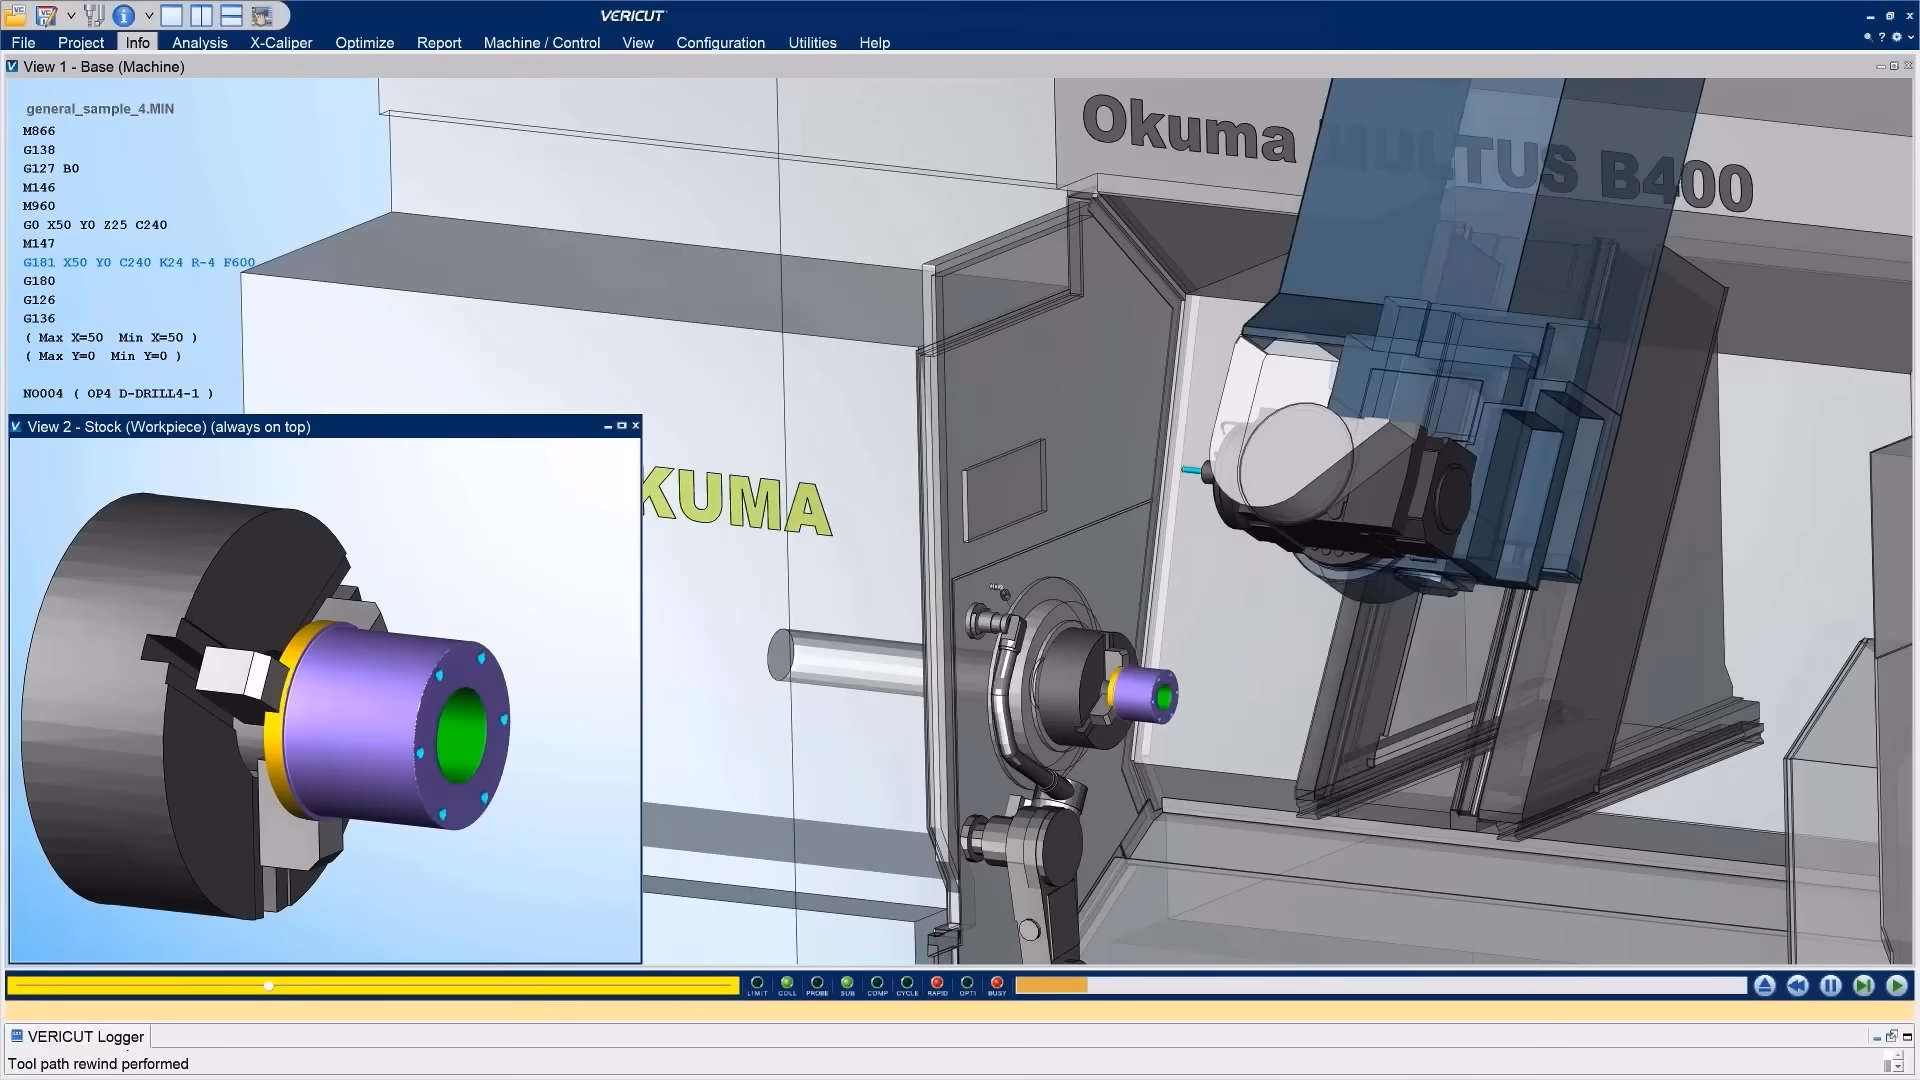 VERICUT
File Project Info Analysis X-Caliper Optimize Report Machine / Control View Configuration Utilities Help
View 1 - Base (Machine)
general_sample_4.MIN
M866
G138
G127 B0
M146
M960
G0 X50 Y0 Z25 C240
M147
G181 X50 Y0 C240 K24 R-4 F600
G180
G126
G136
( Max X=50 Min X=50 )
( Max Y=0 Min Y=0 )
NO004 ( OP4 D-DRILL4-1 )
Okuma MULTUS B400
KUMA
View 2 - Stock (Workpiece) (always on top)
LIMIT COLL PROBE SUB COMP CYCLE RAPID OPTI BUSY
VERICUT Logger
Tool path rewind performed